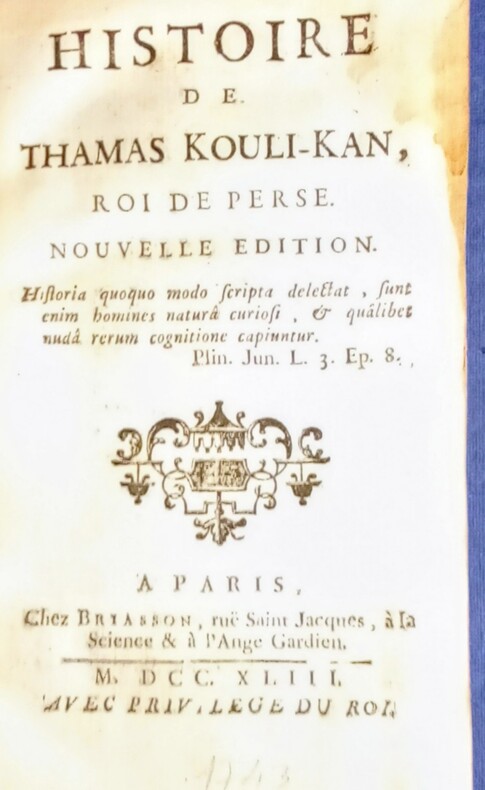 HISTOIRE
D E.
THAMAS KOULI-KAN,
ROI DE PERSE.
NOUVELLE EDITION.
Historia quoquo modo scripta delectat , sunt
enim homines naturâ curiosi , & quâlibet
nudâ rerum cognitione capiuntur.
Plin. Jun. L. 3. Ep. 8.
A PARIS,
Chez BRIASSON, ruë Saint Jacques, à la
Science & à l'Ange Gardien.
M. DCC. XLIII.
AVEC PRIVILEGE DU ROI.
1743